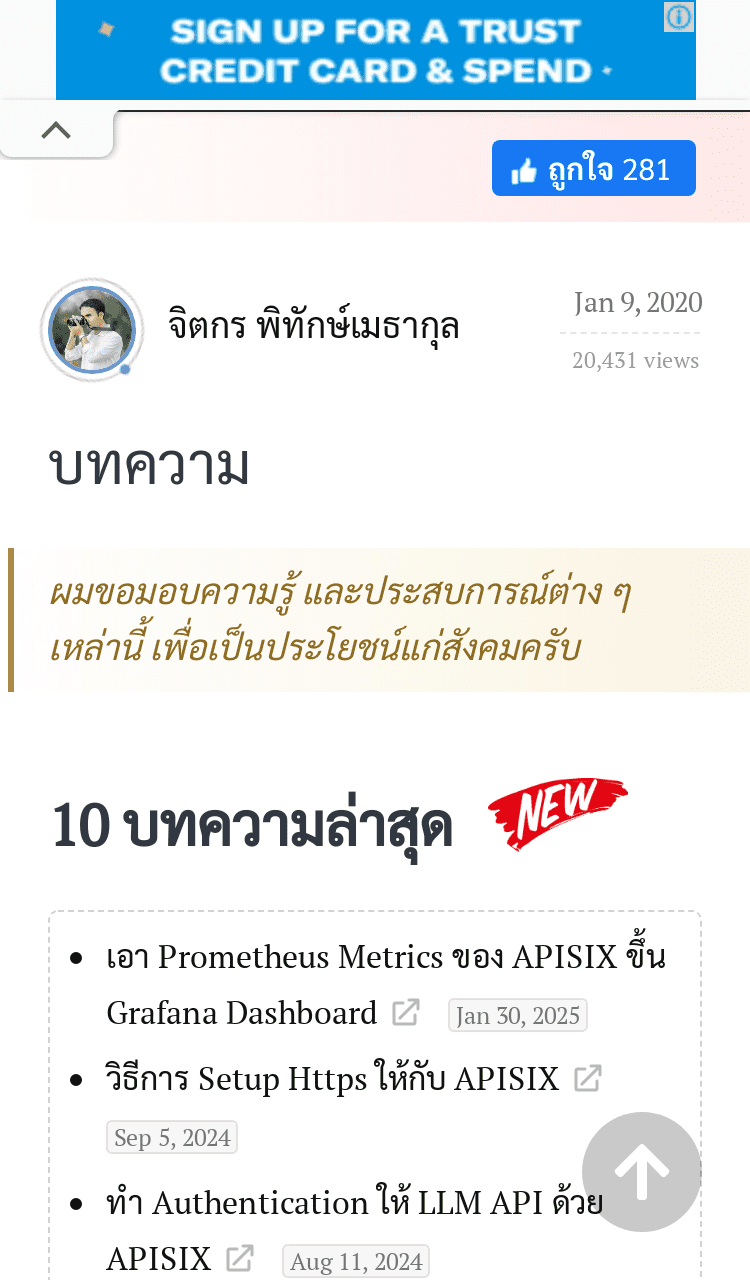 SIGN UP FOR A TRUST
CREDIT CARD & SPEND
ถูกใจ 281
จิตกร พิทักษ์เมธากุล
Jan 9, 2020
20,431 views
บทความ
ผมขอมอบความรู้ และประสบการณ์ต่าง ๆ
เหล่านี้ เพื่อเป็นประโยชน์แก่สังคมครับ
10 บทความล่าสุด NEW
เอา Prometheus Metrics ของ APISIX ขึ้น
Grafana Dashboard Jan 30, 2025
วิธีการ Setup Https ให้กับ APISIX
Sep 5, 2024
ทำ Authentication ให้ LLM API ด้วย
APISIX Aug 11, 2024